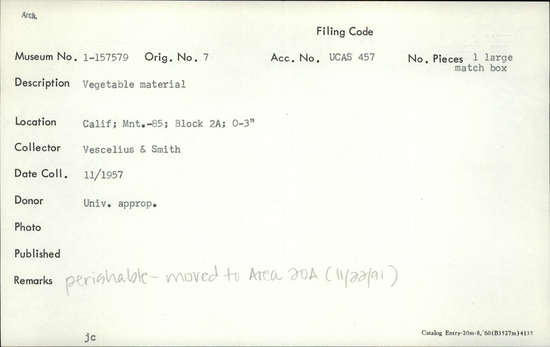 Arch.
Filing Code
Museum No. 1-157579 Orig. No. 7 Acc. No. UCAS 457 No. Pieces 1 large
match box
Description Vegetable material
Location Calif; Mnt.-85; Block 2A; 0-3"
Collector Vescelius & Smith
Date Coll. 11/1957
Donor Univ. approp.
Photo
Published
Remarks perishable - moved to Area 20A (11/22/91)
jc
Catalog Entry-20m-8,'60(B3527m)4137